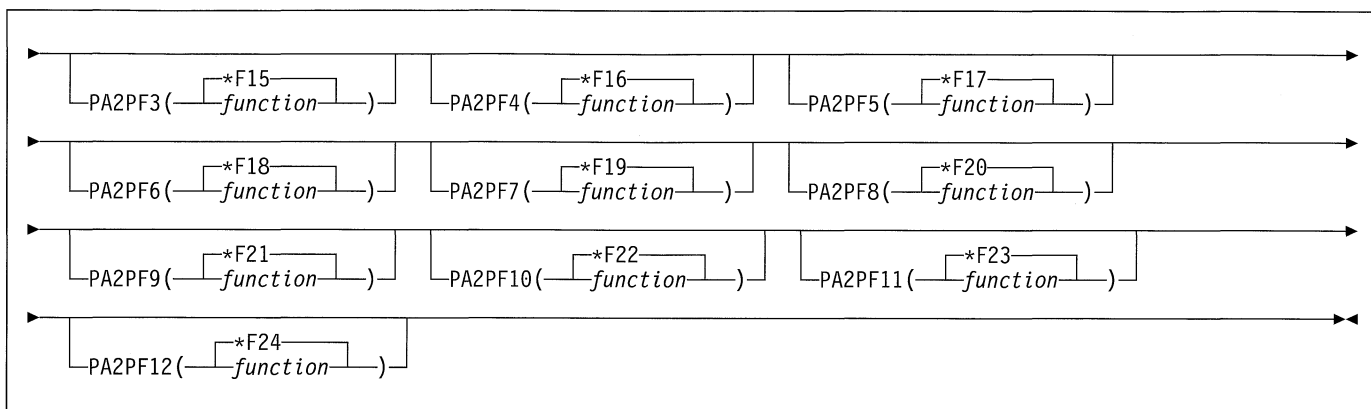 *F15 *F16 *F17
PA2PF3( function ) PA2PF4( function ) PA2PF5( function )
*F18 *F19 *F20
PA2PF6( function ) PA2PF7( function ) PA2PF8( function )
*F21 *F22 *F23
PA2PF9( function ) PA2PF10( function ) PA2PF11( function )
*F24
PA2PF12( function )